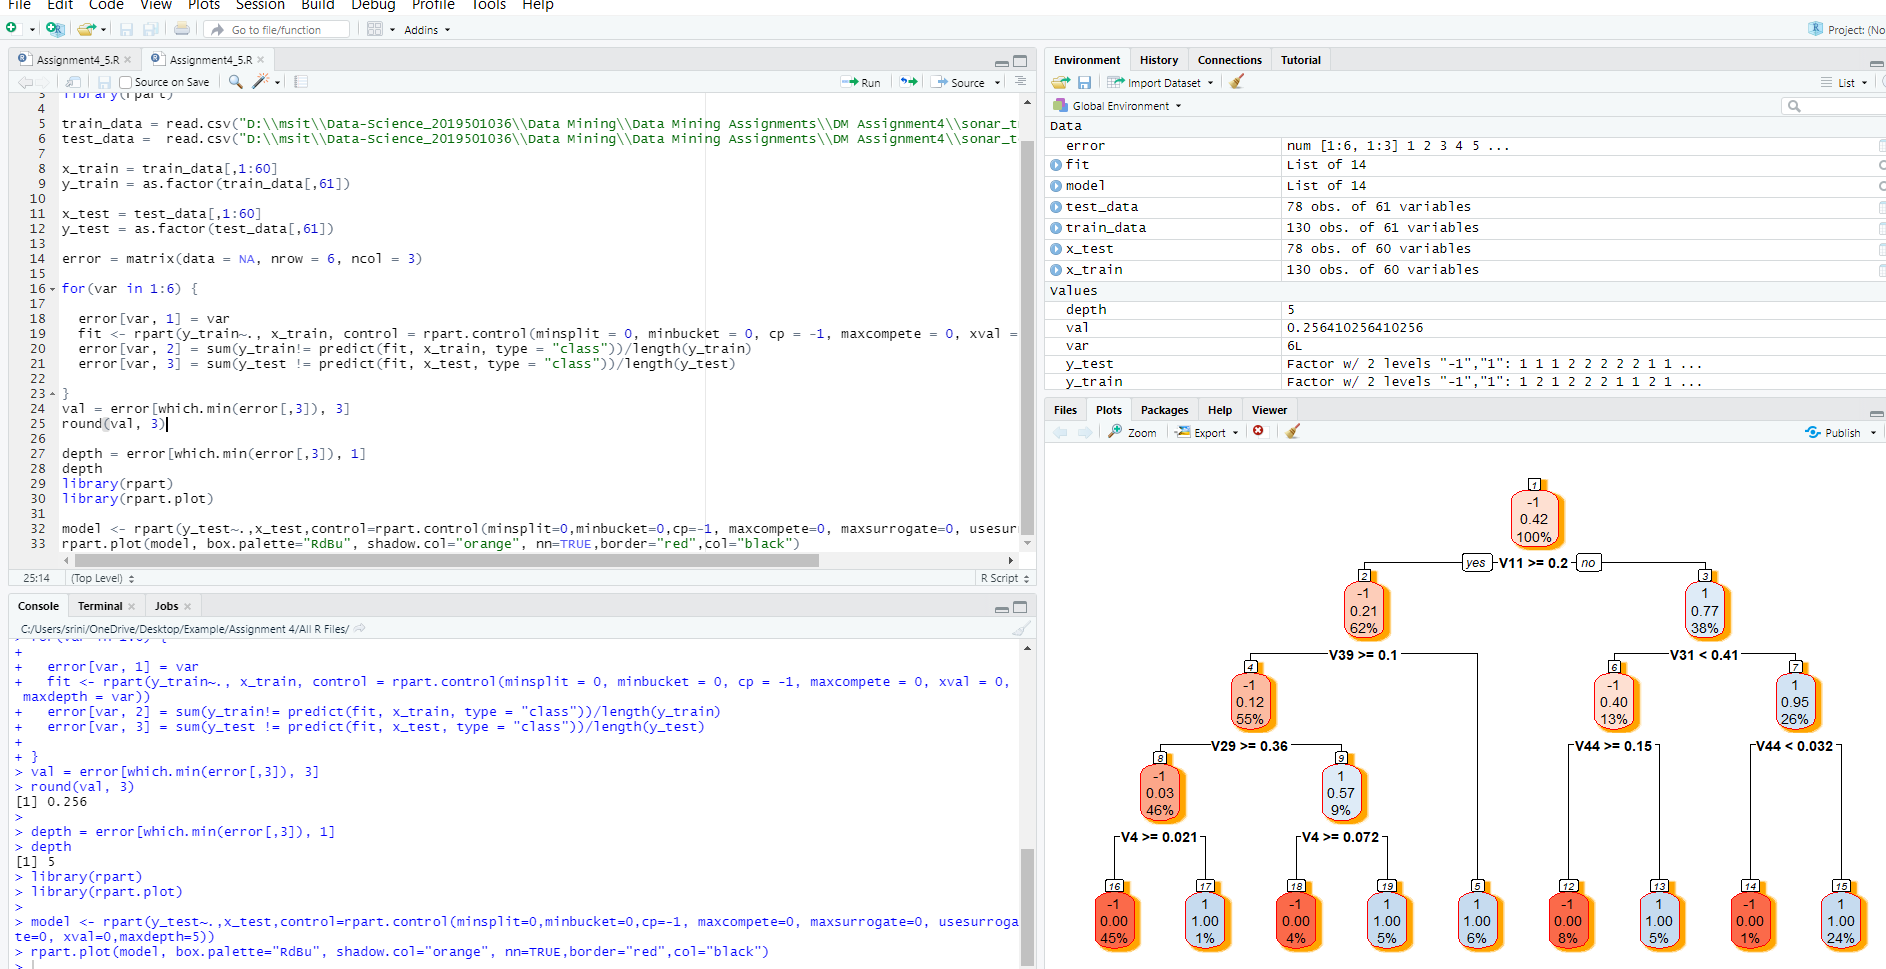 File Edit Code View Plots Session Build Debug Profile Tools Help
Go to file/function Addins Project: (No
Assignment4_5.R Assignment4_5.R
Source on Save Run Source
3 library(rpart)
4
5 train_data = read.csv("D:\\msit\\Data-Science_2019501036\\Data Mining\\Data Mining Assignments\\DM Assignment4\\sonar_t
6 test_data =  read.csv("D:\\msit\\Data-Science_2019501036\\Data Mining\\Data Mining Assignments\\DM Assignment4\\sonar_t
7
8 x_train = train_data[,1:60]
9 y_train = as.factor(train_data[,61])
10
11 x_test = test_data[,1:60]
12 y_test = as.factor(test_data[,61])
13
14 error = matrix(data = NA, nrow = 6, ncol = 3)
15
16 for(var in 1:6) {
17
18   error[var, 1] = var
19   fit <- rpart(y_train~., x_train, control = rpart.control(minsplit = 0, minbucket = 0, cp = -1, maxcompete = 0, xval =
20   error[var, 2] = sum(y_train!= predict(fit, x_train, type = "class"))/length(y_train)
21   error[var, 3] = sum(y_test != predict(fit, x_test, type = "class"))/length(y_test)
22
23 }
24 val = error[which.min(error[,3]), 3]
25 round(val, 3)
26
27 depth = error[which.min(error[,3]), 1]
28 depth
29 library(rpart)
30 library(rpart.plot)
31
32 model <- rpart(y_test~.,x_test,control=rpart.control(minsplit=0,minbucket=0,cp=-1, maxcompete=0, maxsurrogate=0, usesur
33 rpart.plot(model, box.palette="RdBu", shadow.col="orange", nn=TRUE,border="red",col="black")
25:14 (Top Level) R Script
Console Terminal Jobs
C:/Users/srini/OneDrive/Desktop/Example/Assignment 4/All R Files/
> for(var in 1:6) {
+
+   error[var, 1] = var
+   fit <- rpart(y_train~., x_train, control = rpart.control(minsplit = 0, minbucket = 0, cp = -1, maxcompete = 0, xval = 0,
maxdepth = var))
+   error[var, 2] = sum(y_train!= predict(fit, x_train, type = "class"))/length(y_train)
+   error[var, 3] = sum(y_test != predict(fit, x_test, type = "class"))/length(y_test)
+
+ }
> val = error[which.min(error[,3]), 3]
> round(val, 3)
[1] 0.256
>
> depth = error[which.min(error[,3]), 1]
> depth
[1] 5
> library(rpart)
> library(rpart.plot)
>
> model <- rpart(y_test~.,x_test,control=rpart.control(minsplit=0,minbucket=0,cp=-1, maxcompete=0, maxsurrogate=0, usesurroga
te=0, xval=0,maxdepth=5))
> rpart.plot(model, box.palette="RdBu", shadow.col="orange", nn=TRUE,border="red",col="black")
>
Environment History Connections Tutorial
Import Dataset List
Global Environment
Data
error num [1:6, 1:3] 1 2 3 4 5 ...
fit List of 14
model List of 14
test_data 78 obs. of 61 variables
train_data 130 obs. of 61 variables
x_test 78 obs. of 60 variables
x_train 130 obs. of 60 variables
Values
depth 5
val 0.256410256410256
var 6L
y_test Factor w/ 2 levels "-1","1": 1 1 1 2 2 2 2 2 1 1 ...
y_train Factor w/ 2 levels "-1","1": 1 2 1 2 2 2 1 1 2 1 ...
Files Plots Packages Help Viewer
Zoom Export Publish
1
-1
0.42
100%
yes V11 >= 0.2 no
2 3
-1 1
0.21 0.77
62% 38%
V39 >= 0.1 V31 < 0.41
4 6 7
-1 -1 1
0.12 0.40 0.95
55% 13% 26%
V29 >= 0.36 V44 >= 0.15 V44 < 0.032
8 9
-1 1
0.03 0.57
46% 9%
V4 >= 0.021 V4 >= 0.072
16 17 18 19 5 12 13 14 15
-1 1 -1 1 1 -1 1 -1 1
0.00 1.00 0.00 1.00 1.00 0.00 1.00 0.00 1.00
45% 1% 4% 5% 6% 8% 5% 1% 24%